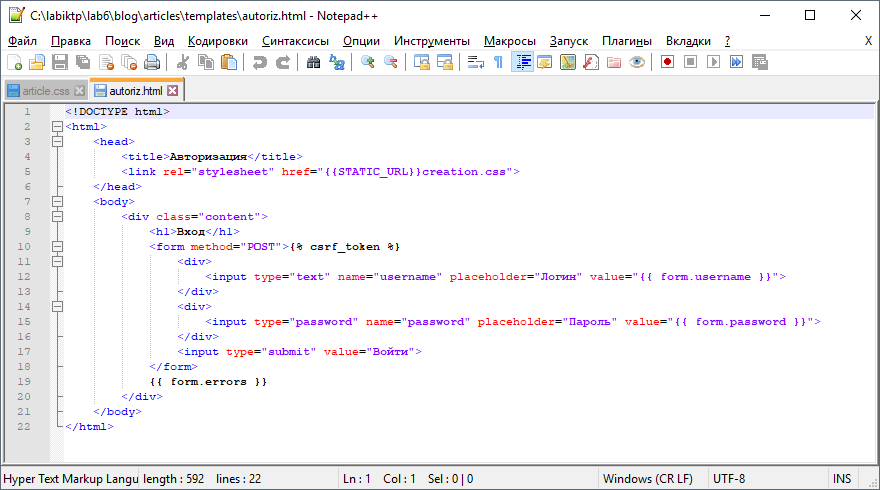 C:\labiktp\lab6\blog\articles\templates\autoriz.html - Notepad++
Файл Правка Поиск Вид Кодировки Синтаксисы Опции Инструменты Макросы Запуск Плагины Вкладки ? X
article.css autoriz.html
1 <!DOCTYPE html>
2 <html>
3 <head>
4 <title>Авторизация</title>
5 <link rel="stylesheet" href="{{STATIC_URL}}creation.css">
6 </head>
7 <body>
8 <div class="content">
9 <h1>Вход</h1>
10 <form method="POST">{% csrf_token %}
11 <div>
12 <input type="text" name="username" placeholder="Логин" value="{{ form.username }}">
13 </div>
14 <div>
15 <input type="password" name="password" placeholder="Пароль" value="{{ form.password }}">
16 </div>
17 <input type="submit" value="Войти">
18 </form>
19 {{ form.errors }}
20 </div>
21 </body>
22 </html>
Hyper Text Markup Langu length : 592 lines : 22 Ln : 1 Col : 1 Sel : 0 | 0 Windows (CR LF) UTF-8 INS